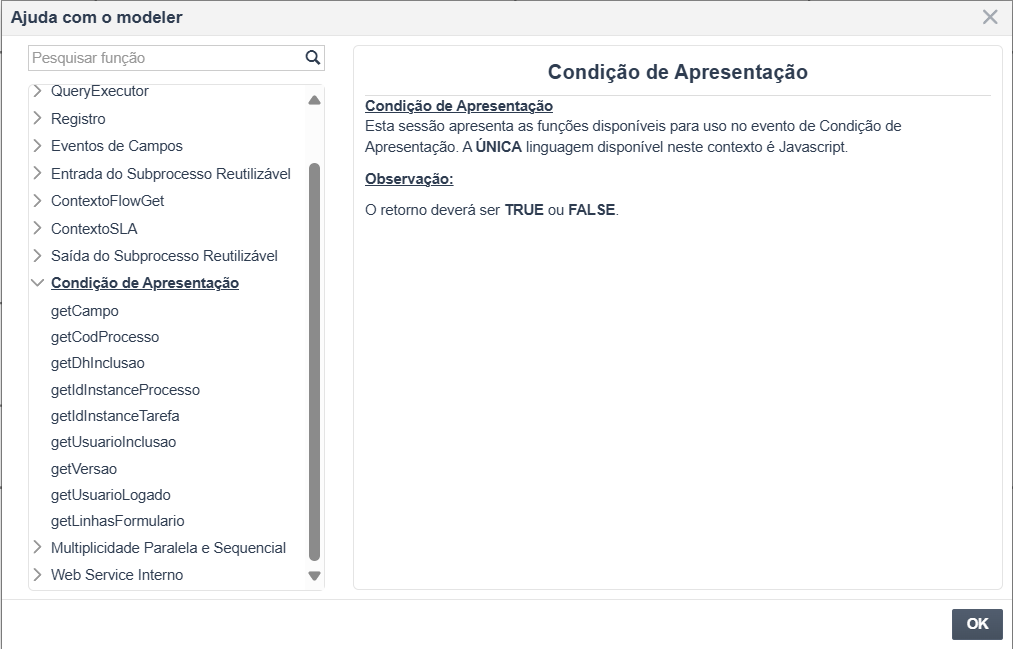 Ajuda com o modeler
Pesquisar função
QueryExecutor
Registro
Eventos de Campos
Entrada do Subprocesso Reutilizável
ContextoFlowGet
ContextoSLA
Saída do Subprocesso Reutilizável
Condição de Apresentação
getCampo
getCodProcesso
getDhInclusao
getIdInstanceProcesso
getIdInstanceTarefa
getUsuarioInclusao
getVersao
getUsuarioLogado
getLinhasFormulario
Multiplicidade Paralela e Sequencial
Web Service Interno
Condição de Apresentação
Condição de Apresentação
Esta sessão apresenta as funções disponíveis para uso no evento de Condição de
Apresentação. A ÚNICA linguagem disponível neste contexto é Javascript.
Observação:
O retorno deverá ser TRUE ou FALSE.
OK